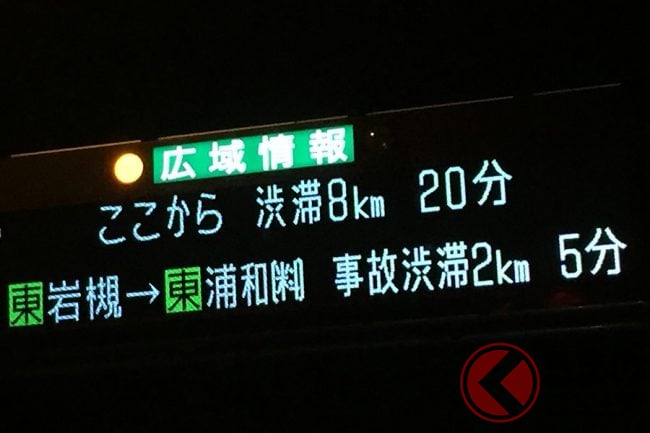 広域情報
ここから 渋滞8km 20分
東岩槻→東浦和(料) 事故渋滞2km 5分